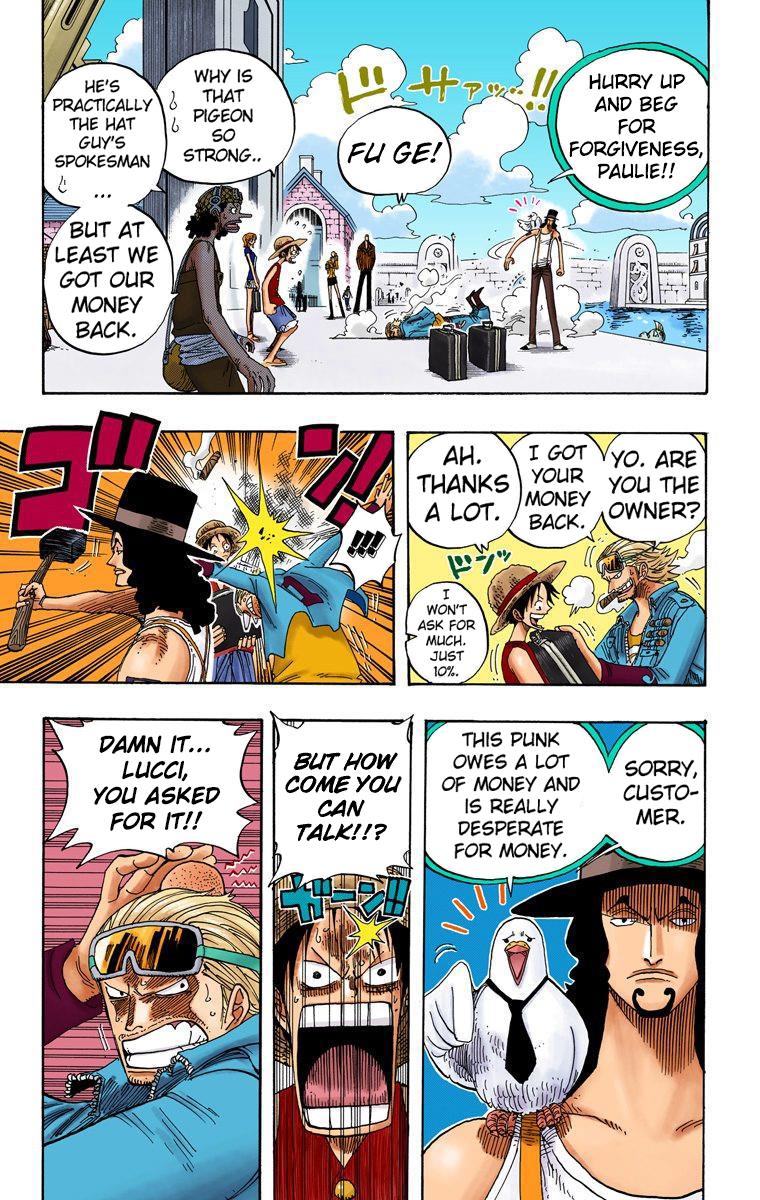 HURRY UP
AND BEG
FOR
FORGIVENESS,
PAULIE!!
ドサァッ…!!
FU GE!
WHY IS
THAT
PIGEON
SO
STRONG..
HE'S
PRACTICALLY
THE HAT
GUY'S
SPOKESMAN
...
BUT AT
LEAST WE
GOT OUR
MONEY
BACK.
YO. ARE
YOU THE
OWNER?
I GOT
YOUR
MONEY
BACK.
AH.
THANKS
A LOT.
ドンッ
I
WON'T
ASK FOR
MUCH.
JUST
10%.
ゴン!!
!!!
SORRY,
CUSTO-
MER.
THIS PUNK
OWES A LOT
OF MONEY AND
IS REALLY
DESPERATE
FOR MONEY.
BUT HOW
COME YOU
CAN
TALK!!?
ガーン!!
DAMN IT...
LUCCI,
YOU ASKED
FOR IT!!